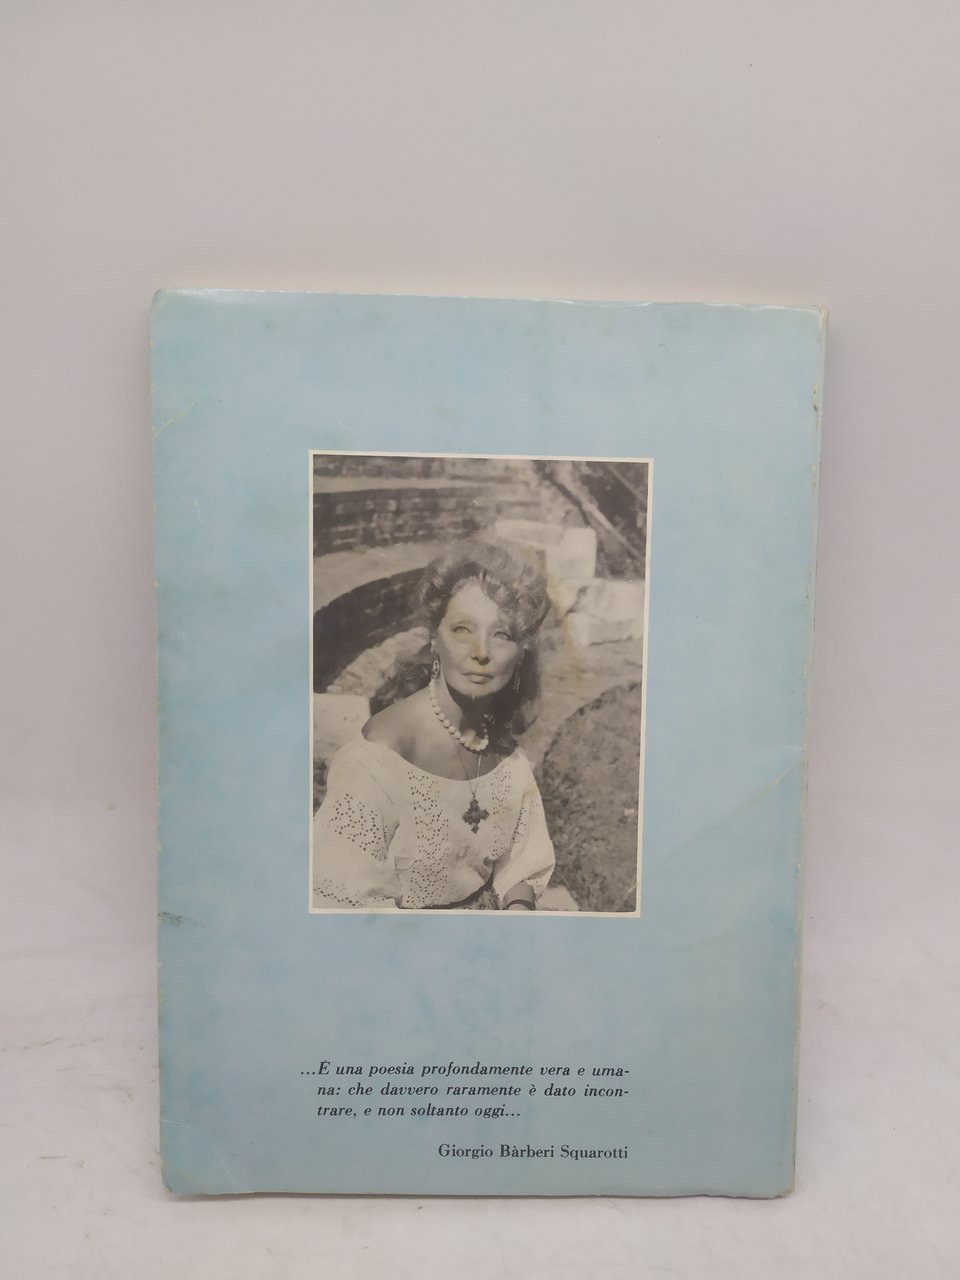 ...È una poesia profondamente vera e uma-
na: che davvero raramente è dato incon-
trare, e non soltanto oggi...
Giorgio Bàrberi Squarotti